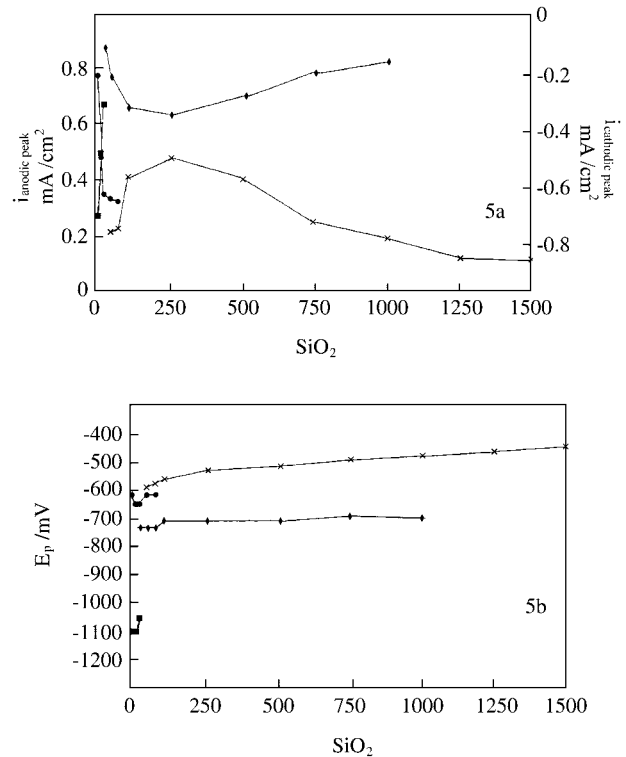 0
0.8
0.6
0.4
0.2
0
i anodic peak
mA /cm²
-0.2
-0.4
-0.6
-0.8
i cathodic peak
mA /cm²
5a
0 250 500 750 1000 1250 1500
SiO₂
-400
-500
-600
-700
-800
-900
-1000
-1100
-1200
Eₚ /mV
5b
0 250 500 750 1000 1250 1500
SiO₂